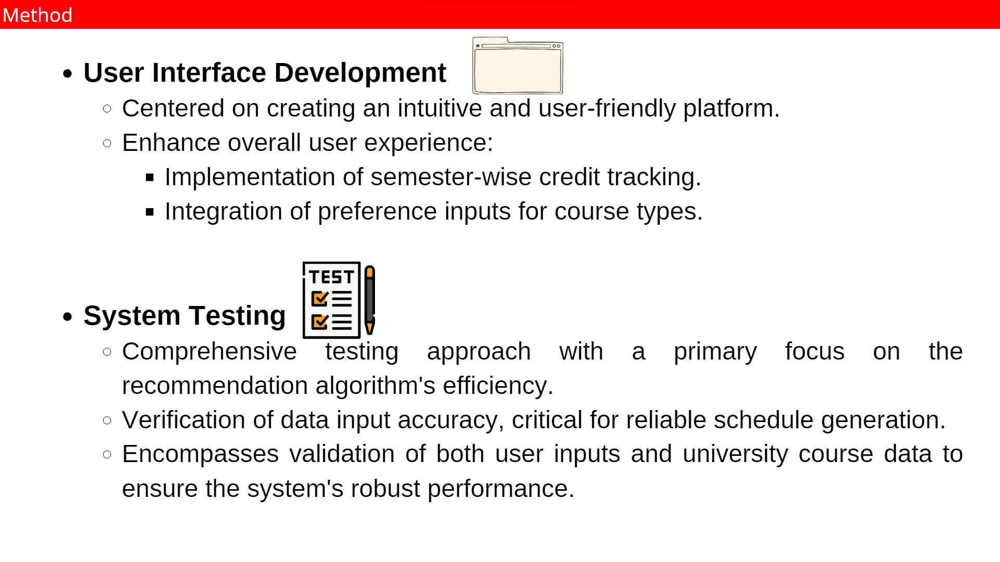 Method
User Interface Development
Centered on creating an intuitive and user-friendly platform.
Enhance overall user experience:
Implementation of semester-wise credit tracking.
Integration of preference inputs for course types.
TEST
System Testing
Comprehensive testing approach with a primary focus on the
recommendation algorithm's efficiency.
Verification of data input accuracy, critical for reliable schedule generation.
Encompasses validation of both user inputs and university course data to
ensure the system's robust performance.